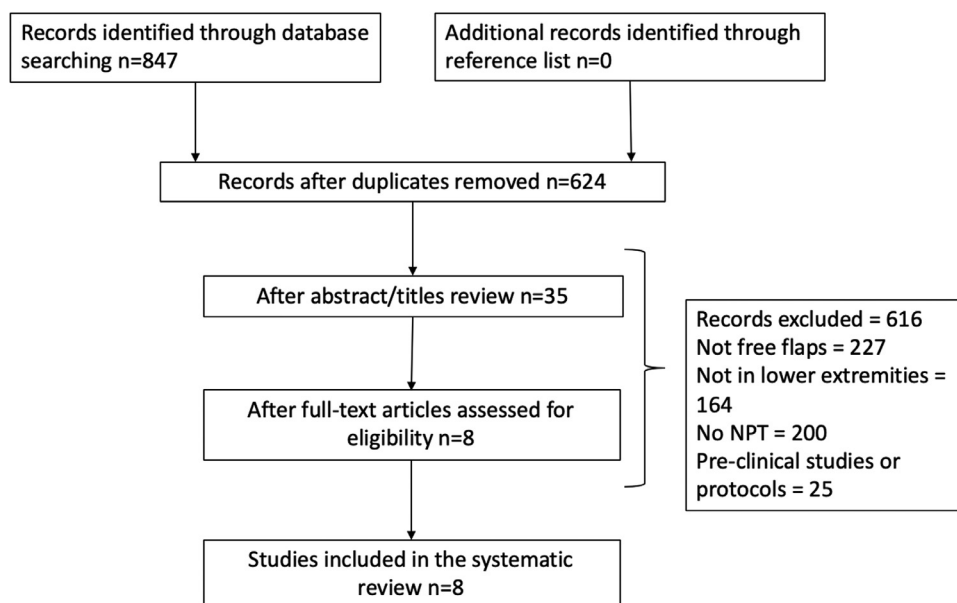 Records identified through database
searching n=847
Additional records identified through
reference list n=0
Records after duplicates removed n=624
After abstract/titles review n=35
After full-text articles assessed for
eligibility n=8
Records excluded = 616
Not free flaps = 227
Not in lower extremities =
164
No NPT = 200
Pre-clinical studies or
protocols = 25
Studies included in the systematic
review n=8